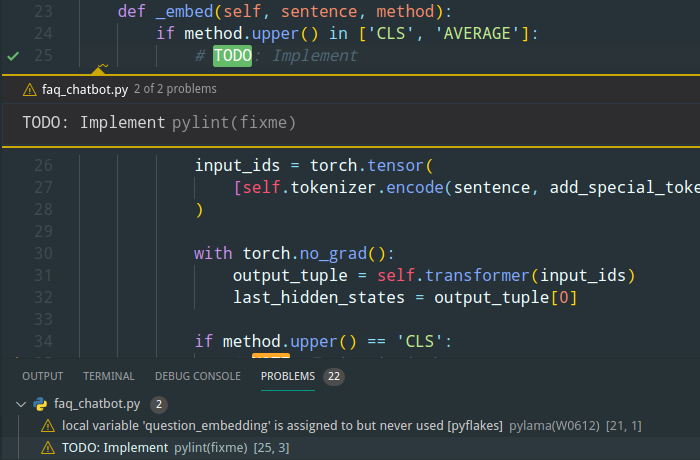 23 def _embed(self, sentence, method):
24 if method.upper() in ['CLS', 'AVERAGE']:
25 # TODO: Implement
faq_chatbot.py 2 of 2 problems
TODO: Implement pylint(fixme)
26 input_ids = torch.tensor(
27 [self.tokenizer.encode(sentence, add_special_toke
28 )
29
30 with torch.no_grad():
31 output_tuple = self.transformer(input_ids)
32 last_hidden_states = output_tuple[0]
33
34 if method.upper() == 'CLS':
OUTPUT TERMINAL DEBUG CONSOLE PROBLEMS 22
faq_chatbot.py 2
local variable 'question_embedding' is assigned to but never used [pyflakes] pylama(W0612) [21, 1]
TODO: Implement pylint(fixme) [25, 3]